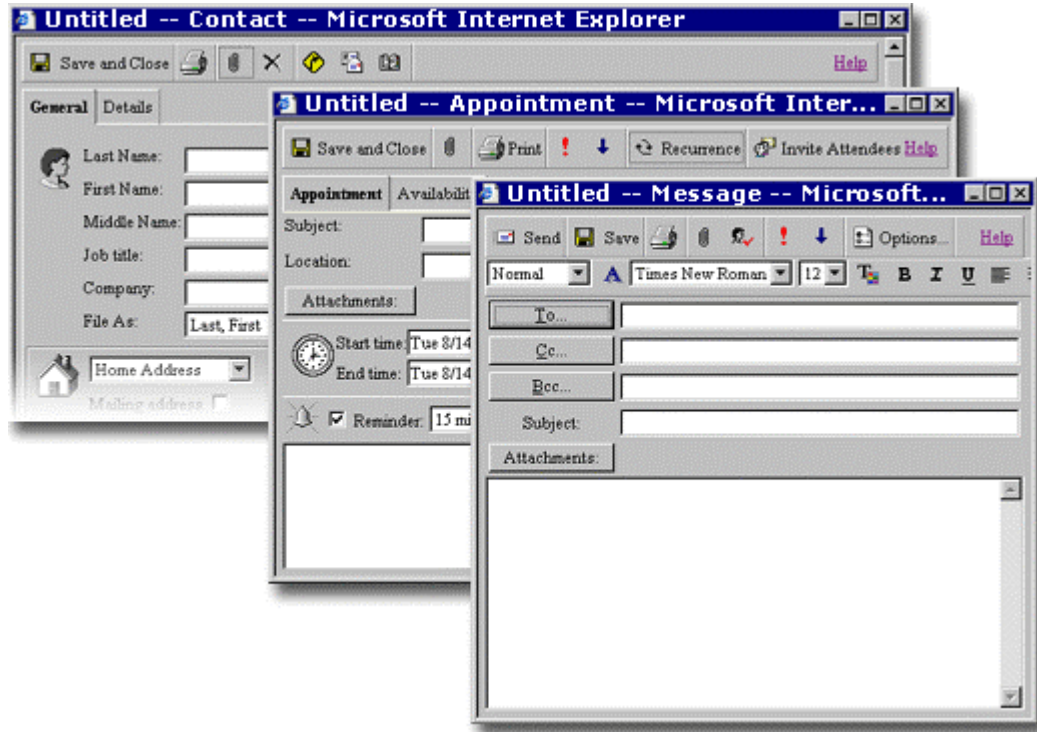 Untitled -- Contact -- Microsoft Internet Explorer
Save and Close Help
General Details
Last Name:
First Name:
Middle Name:
Job title:
Company:
File As: Last, First
Home Address
Mailing address
Untitled -- Appointment -- Microsoft Inter...
Save and Close Print Recurrence Invite Attendees Help
Appointment Availabilit
Subject:
Location:
Attachments:
Start time: Tue 8/14
End time: Tue 8/14
Reminder: 15 mi
Untitled -- Message -- Microsoft...
Send Save Options... Help
Normal A Times New Roman 12 T B I U
To...
Cc...
Bcc...
Subject:
Attachments: